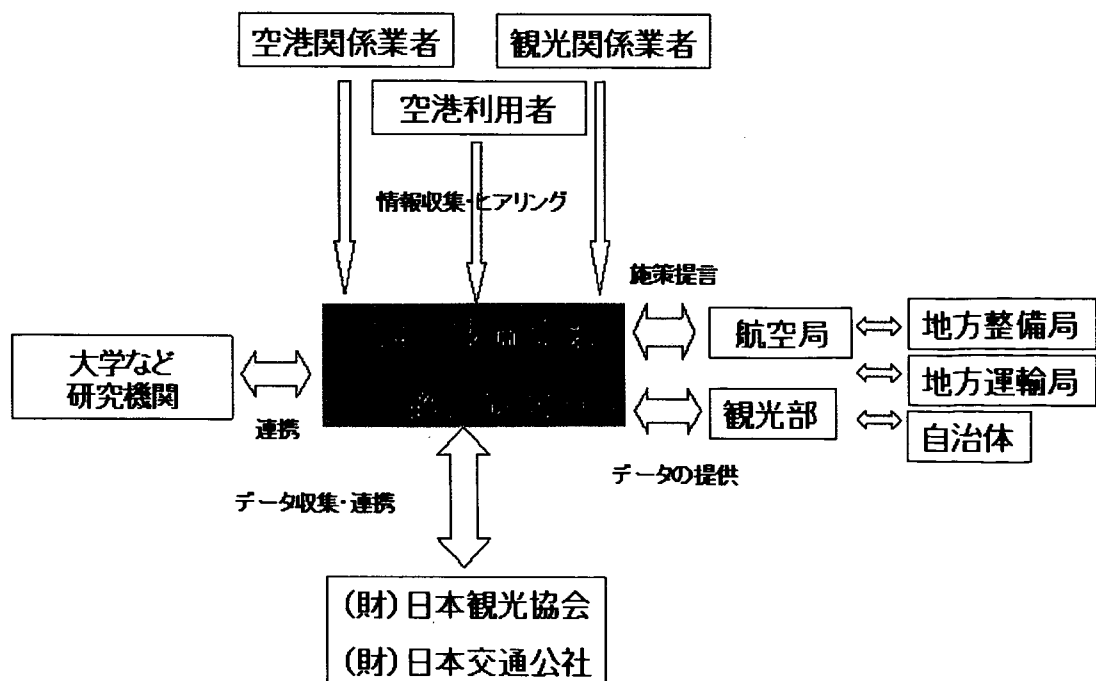 空港関係業者
観光関係業者
空港利用者
情報収集・ヒアリング
施策提言
大学など
研究機関
連携
航空局
観光部
地方整備局
地方運輸局
自治体
データの提供
データ収集・連携
(財)日本観光協会
(財)日本交通公社